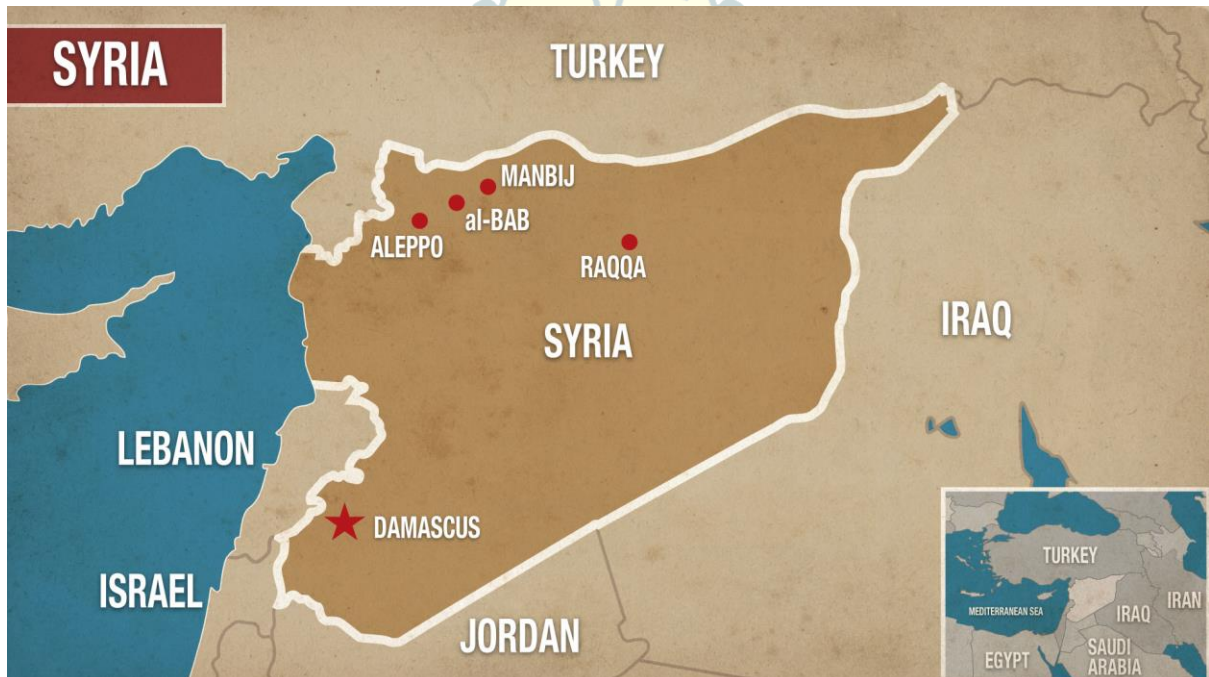 SYRIA
TURKEY
MANBIJ
al-BAB
ALEPPO
RAQQA
SYRIA
IRAQ
LEBANON
DAMASCUS
ISRAEL
JORDAN
TURKEY
MEDITERRANEAN SEA
IRAQ
IRAN
EGYPT
SAUDI
ARABIA